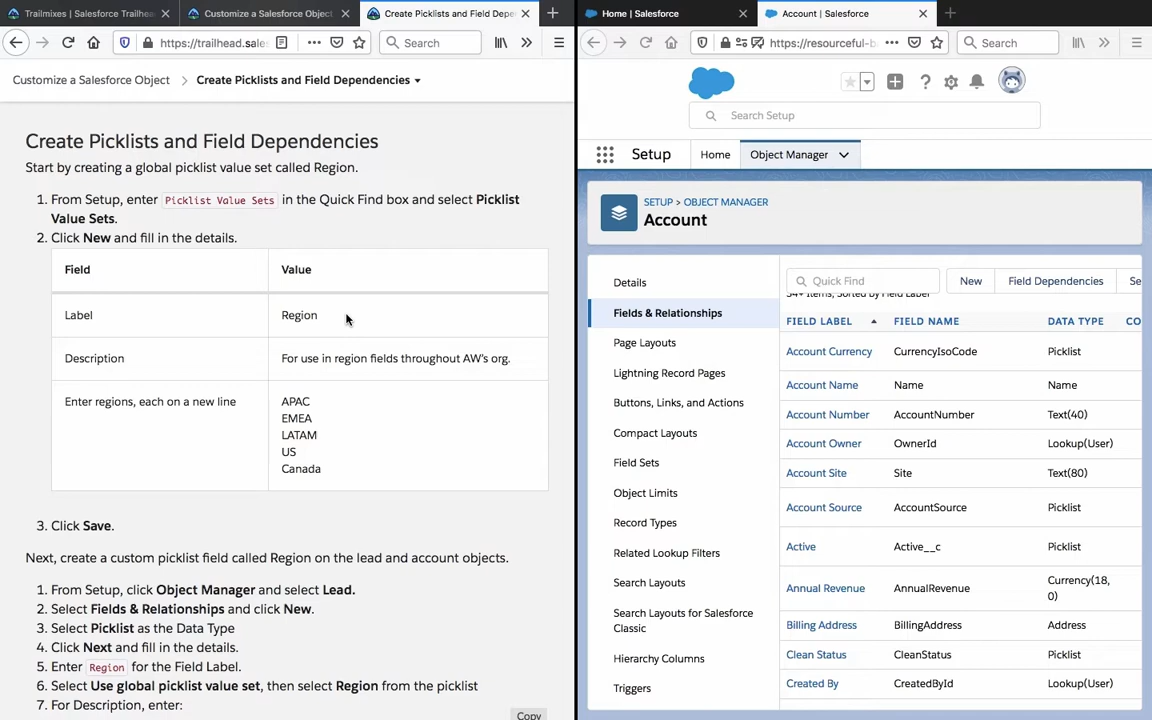 Trailmixes | Salesforce Trailhea
Customize a Salesforce Object
Create Picklists and Field Depe
https://trailhead.sale
Search
Customize a Salesforce Object
Create Picklists and Field Dependencies
Create Picklists and Field Dependencies
Start by creating a global picklist value set called Region.
1. From Setup, enter Picklist Value Sets in the Quick Find box and select Picklist
Value Sets.
2. Click New and fill in the details.
Field Value
Label Region
Description For use in region fields throughout AW's org.
Enter regions, each on a new line APAC
EMEA
LATAM
US
Canada
3. Click Save.
Next, create a custom picklist field called Region on the lead and account objects.
1. From Setup, click Object Manager and select Lead.
2. Select Fields & Relationships and click New.
3. Select Picklist as the Data Type
4. Click Next and fill in the details.
5. Enter Region for the Field Label.
6. Select Use global picklist value set, then select Region from the picklist
7. For Description, enter:
Copy
Home | Salesforce
Account | Salesforce
https://resourceful-b
Search
Search Setup
Setup Home Object Manager
SETUP > OBJECT MANAGER
Account
Details
Fields & Relationships
Page Layouts
Lightning Record Pages
Buttons, Links, and Actions
Compact Layouts
Field Sets
Object Limits
Record Types
Related Lookup Filters
Search Layouts
Search Layouts for Salesforce
Classic
Hierarchy Columns
Triggers
Quick Find New Field Dependencies Se
34+ Items, Sorted by Field Label
FIELD LABEL FIELD NAME DATA TYPE CO
Account Currency CurrencyIsoCode Picklist
Account Name Name Name
Account Number AccountNumber Text(40)
Account Owner OwnerId Lookup(User)
Account Site Site Text(80)
Account Source AccountSource Picklist
Active Active__c Picklist
Annual Revenue AnnualRevenue Currency(18,
0)
Billing Address BillingAddress Address
Clean Status CleanStatus Picklist
Created By CreatedById Lookup(User)